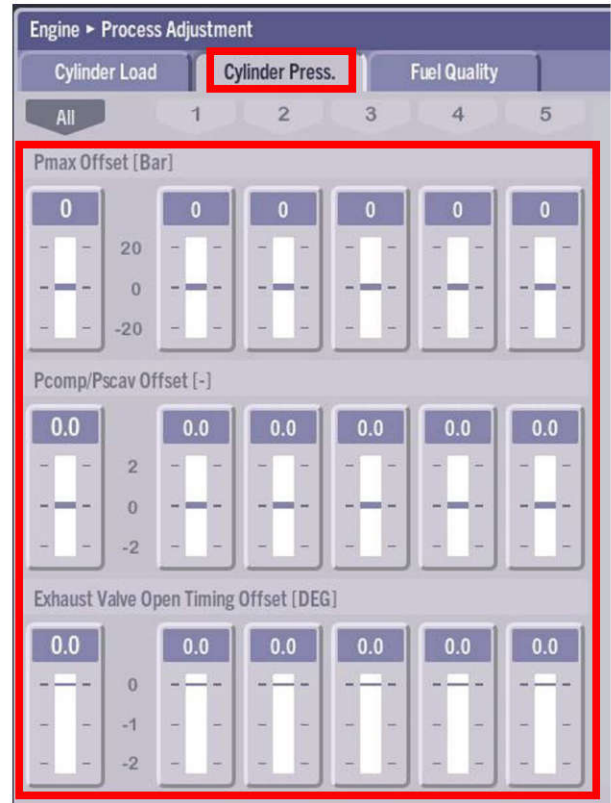 Engine ► Process Adjustment
Cylinder Load Cylinder Press. Fuel Quality
All 1 2 3 4 5
Pmax Offset [Bar]
0 0 0 0 0 0
20
0
-20
Pcomp/Pscav Offset [-]
0.0 0.0 0.0 0.0 0.0 0.0
2
0
-2
Exhaust Valve Open Timing Offset [DEG]
0.0 0.0 0.0 0.0 0.0 0.0
0
-1
-2